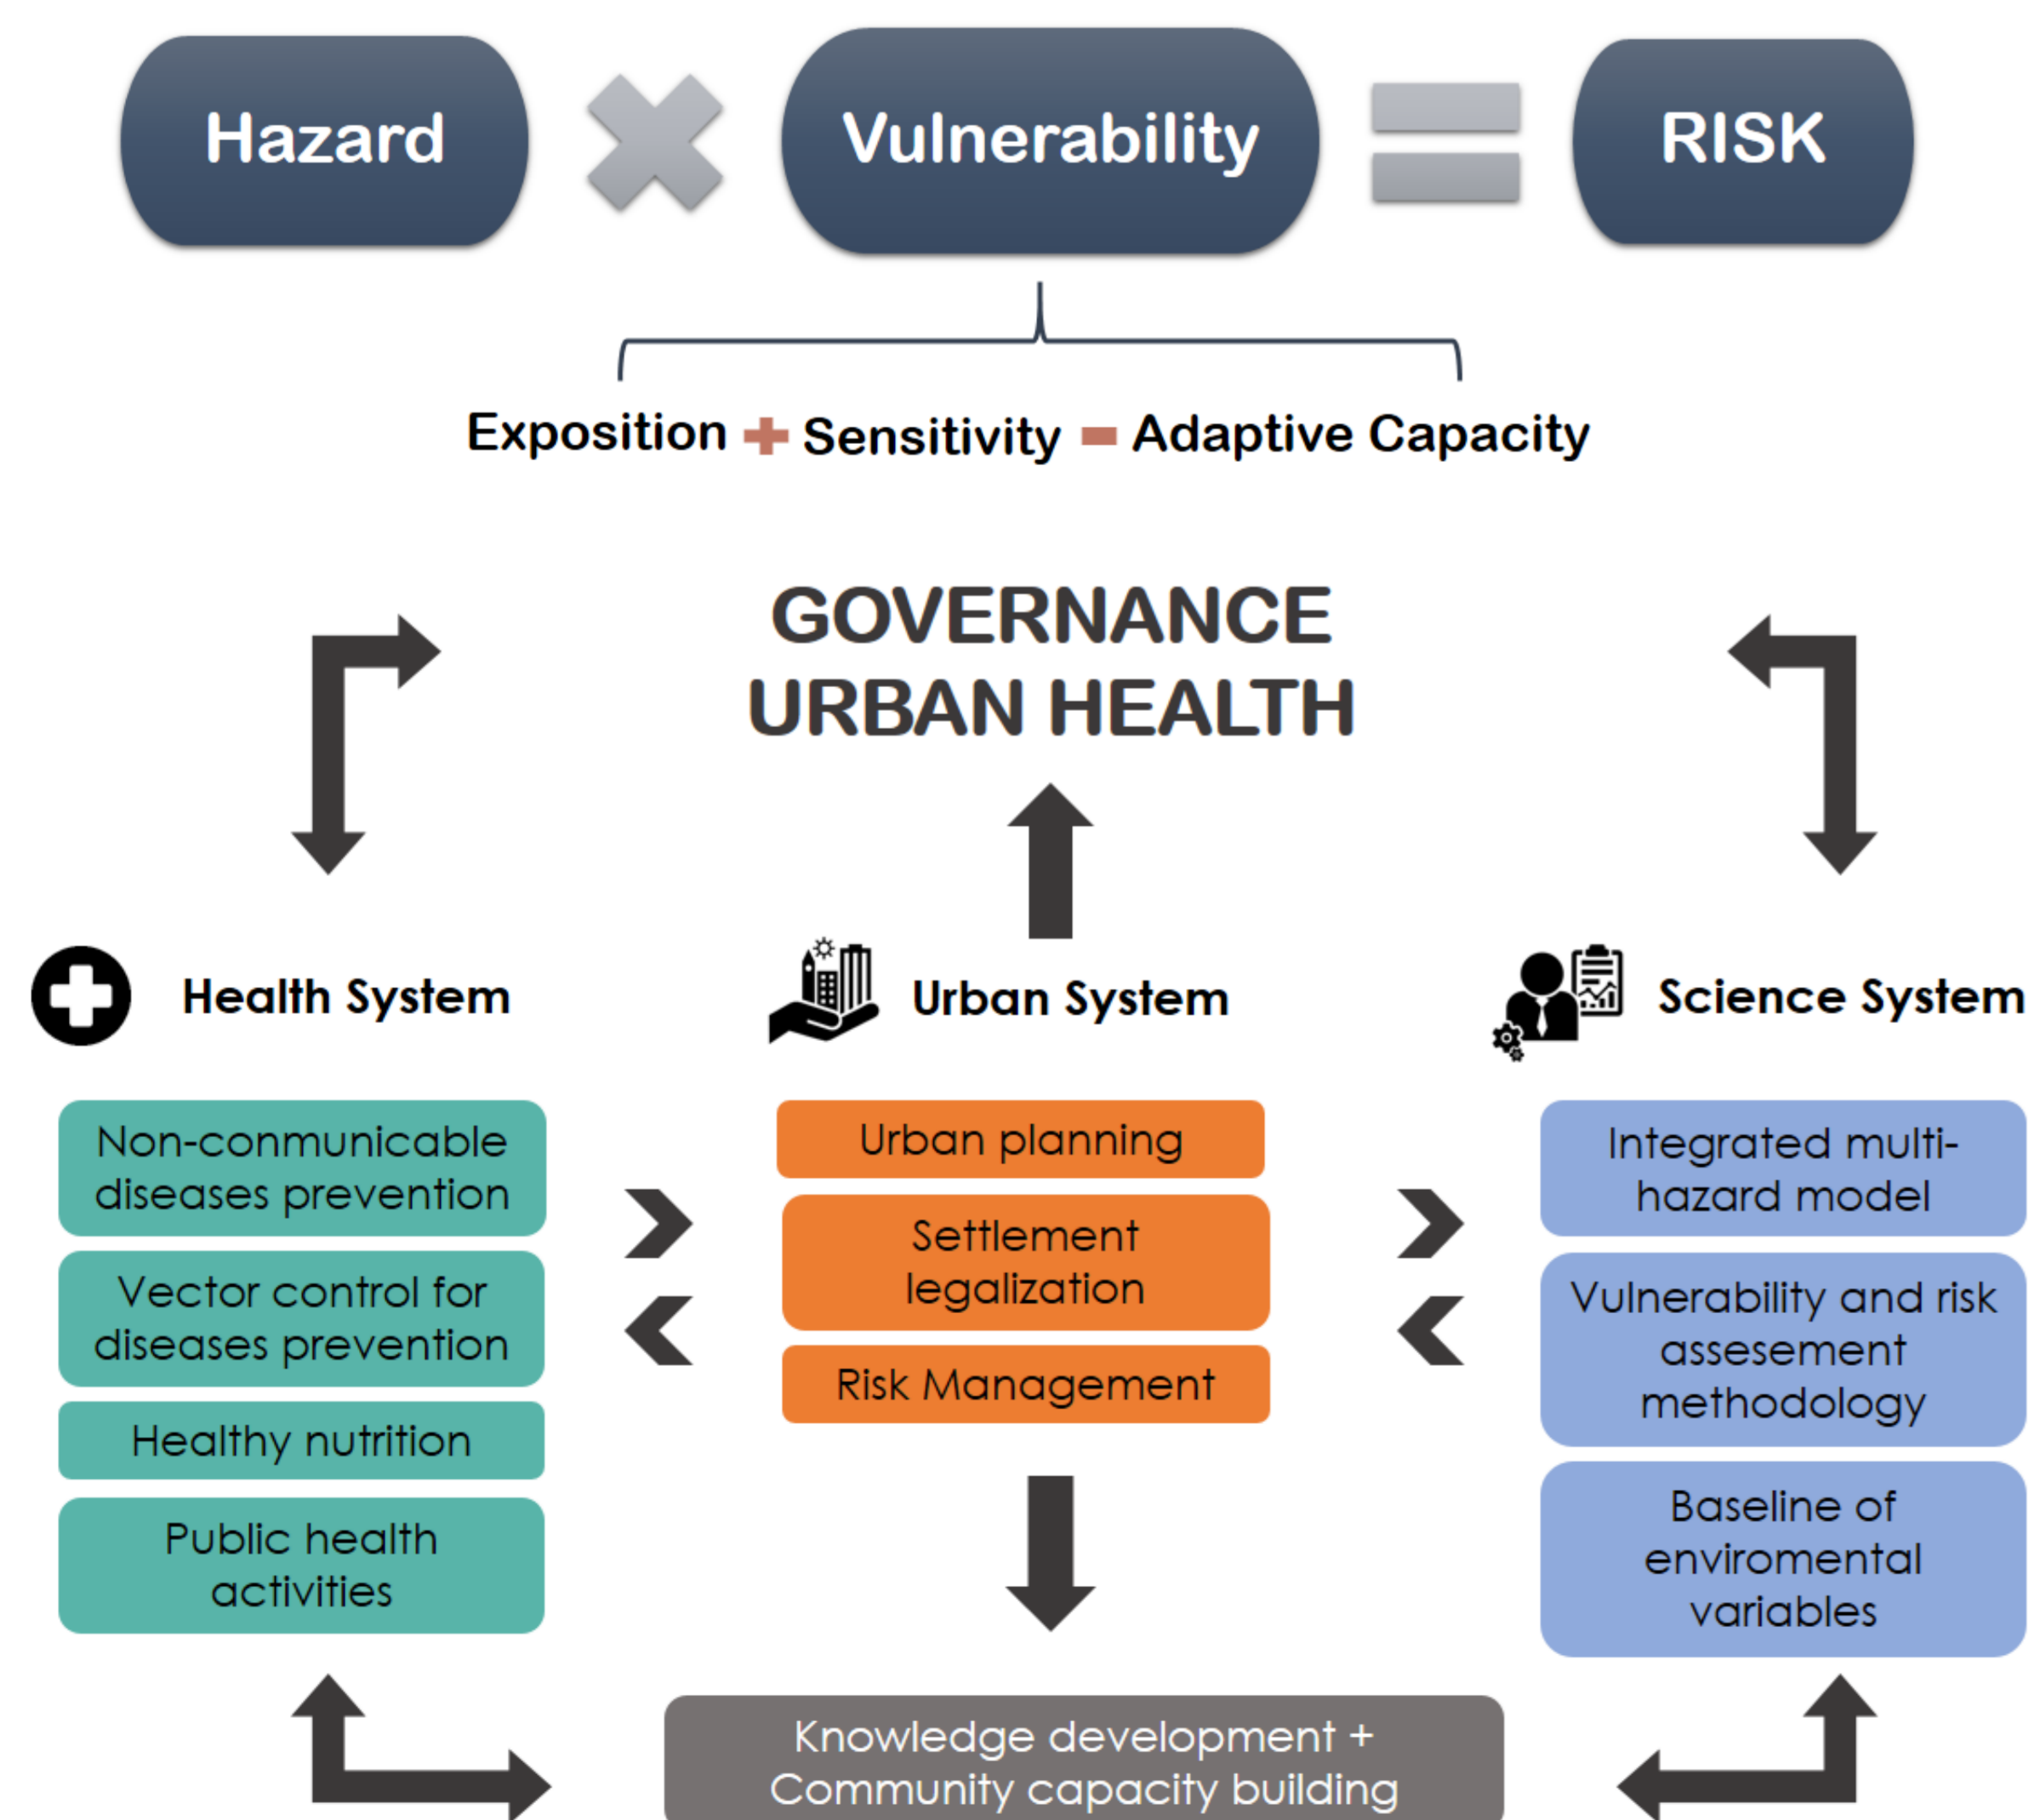 Hazard × Vulnerability = RISK
Exposition + Sensitivity - Adaptive Capacity
GOVERNANCE
URBAN HEALTH
Health System
Urban System
Science System
Non-conmunicable
diseases prevention
Vector control for
diseases prevention
Healthy nutrition
Public health
activities
Urban planning
Settlement
legalization
Risk Management
Integrated multi-
hazard model
Vulnerability and risk
assesement
methodology
Baseline of
enviromental
variables
Knowledge development +
Community capacity building